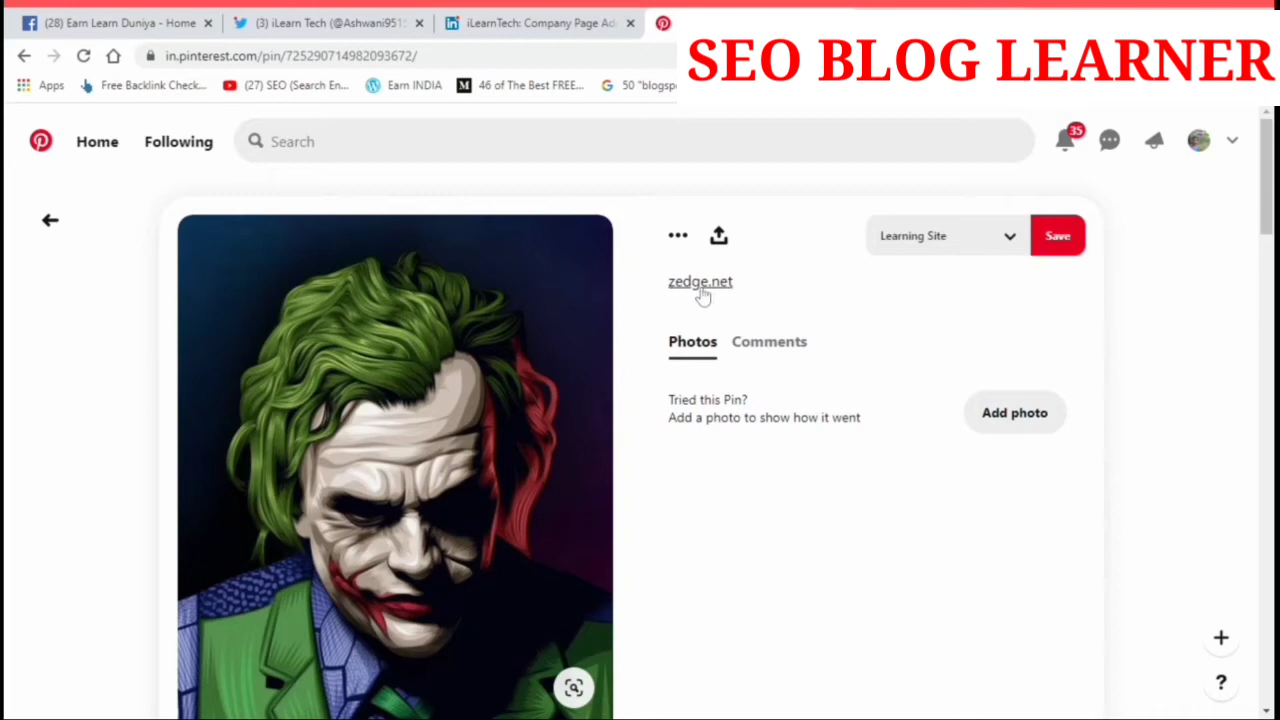 (28) Earn Learn Duniya - Home
(3) iLearn Tech (@Ashwani951
iLearnTech: Company Page Ad
in.pinterest.com/pin/725290714982093672/
SEO BLOG LEARNER
Apps
Free Backlink Check...
(27) SEO (Search En...
Earn INDIA
46 of The Best FREE...
50 "blogsp
Home
Following
Search
35
Learning Site
Save
zedge.net
Photos
Comments
Tried this Pin?
Add a photo to show how it went
Add photo